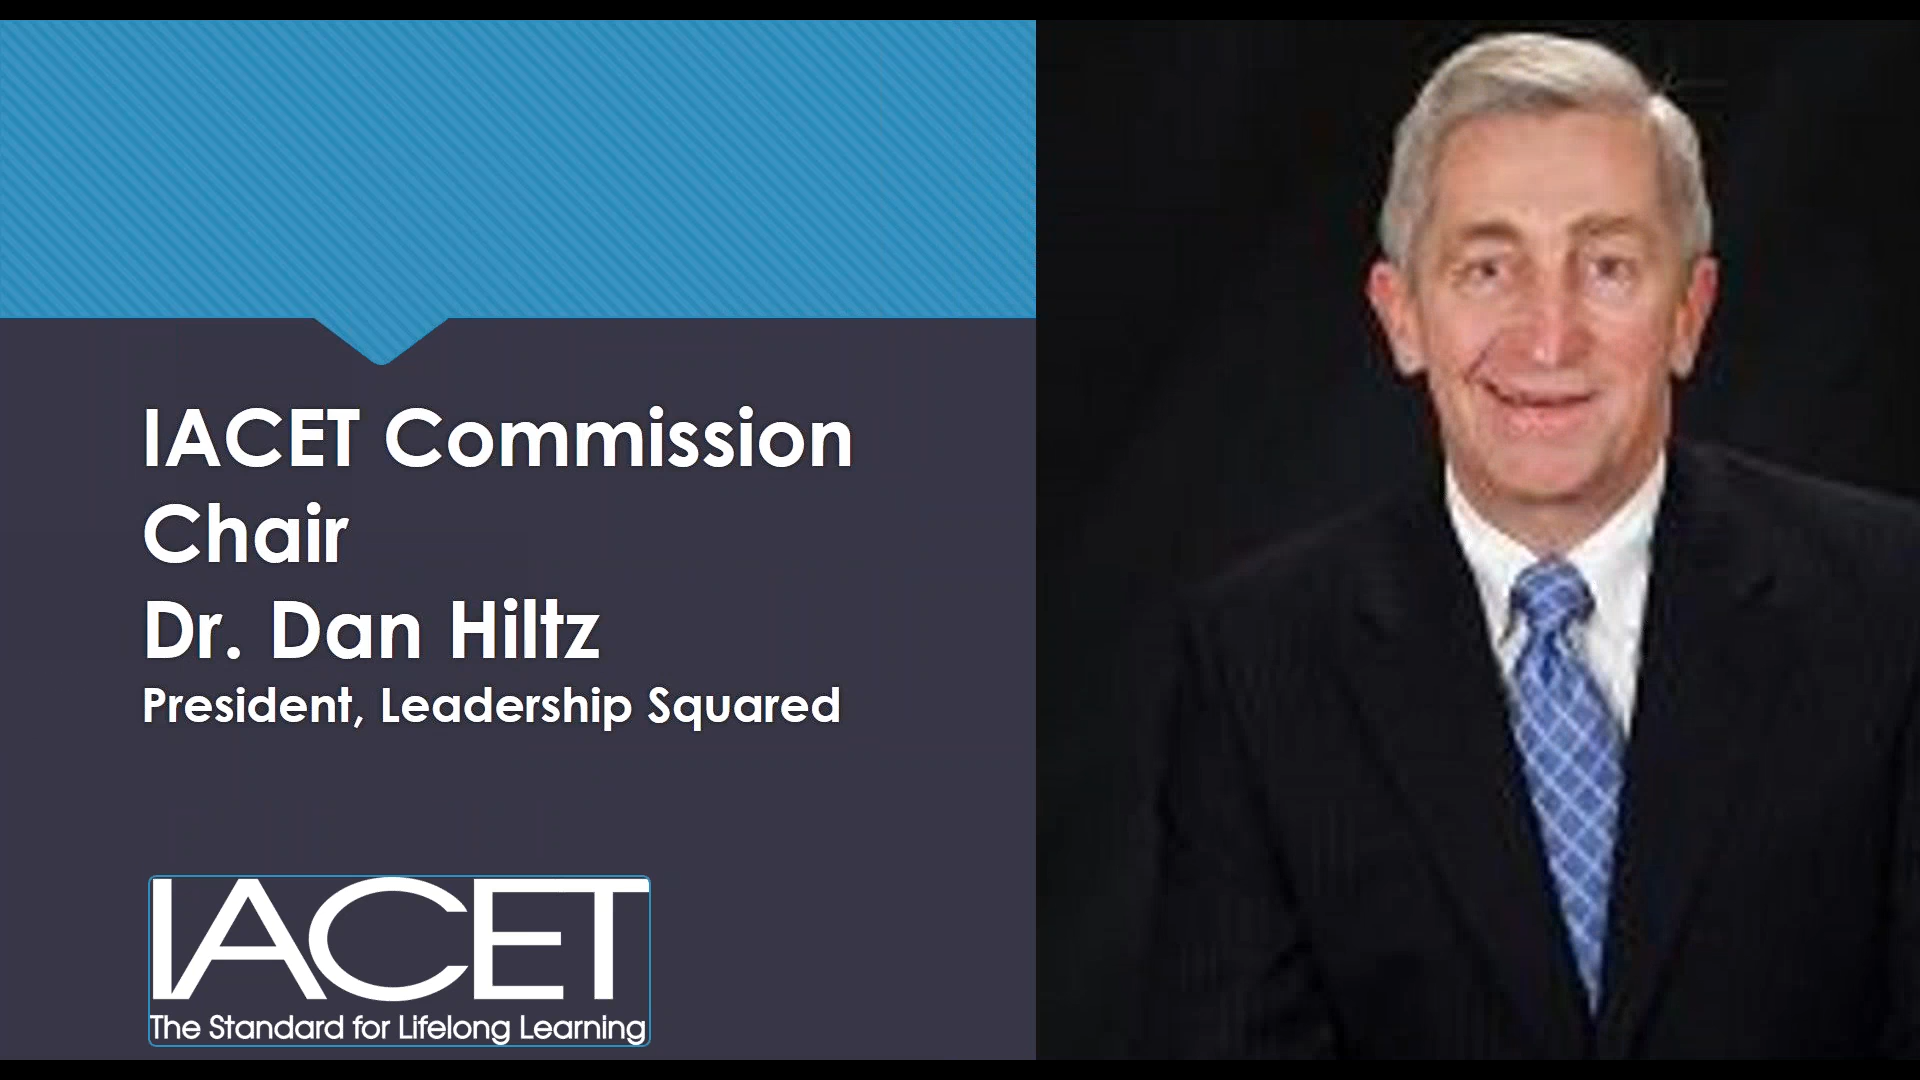 IACET Commission
Chair
Dr. Dan Hiltz
President, Leadership Squared
IACET
The Standard for Lifelong Learning